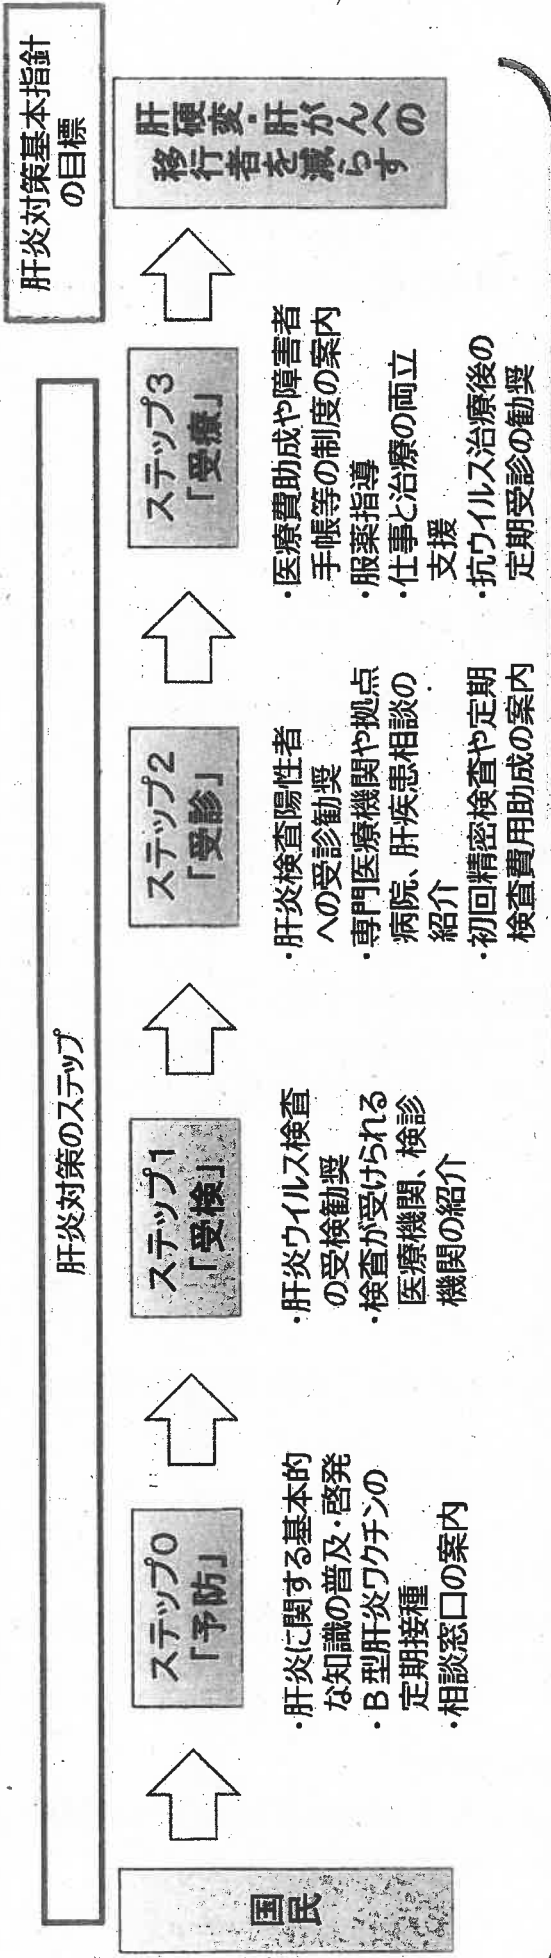 肝炎対策のステップ
肝炎対策基本指針
の目標
国民
ステップ0
「予防」
・肝炎に関する基本的
な知識の普及・啓発
・B型肝炎ワクチンの
定期接種
・相談窓口の案内
ステップ1
「受検」
・肝炎ウイルス検査
の受検勧奨
・検査が受けられる
医療機関、検診
機関の紹介
ステップ2
「受診」
・肝炎検査陽性者
への受診勧奨
・専門医療機関や拠点
病院、肝疾患相談の
紹介
・初回精密検査や定期
検査費用助成の案内
ステップ3
「受療」
・医療費助成や障害者
手帳等の制度の案内
・服薬指導
・仕事と治療の両立
支援
・抗ウイルス治療後の
定期受診の勧奨
肝硬変・肝がんへの
移行者を減らす